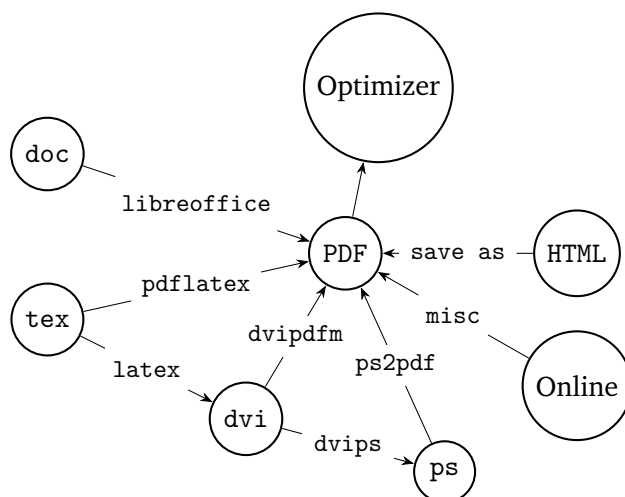 Optimizer
doc
libreoffice
PDF
save as
HTML
pdflatex
tex
misc
dvipdfm
latex
ps2pdf
Online
dvi
dvips
ps